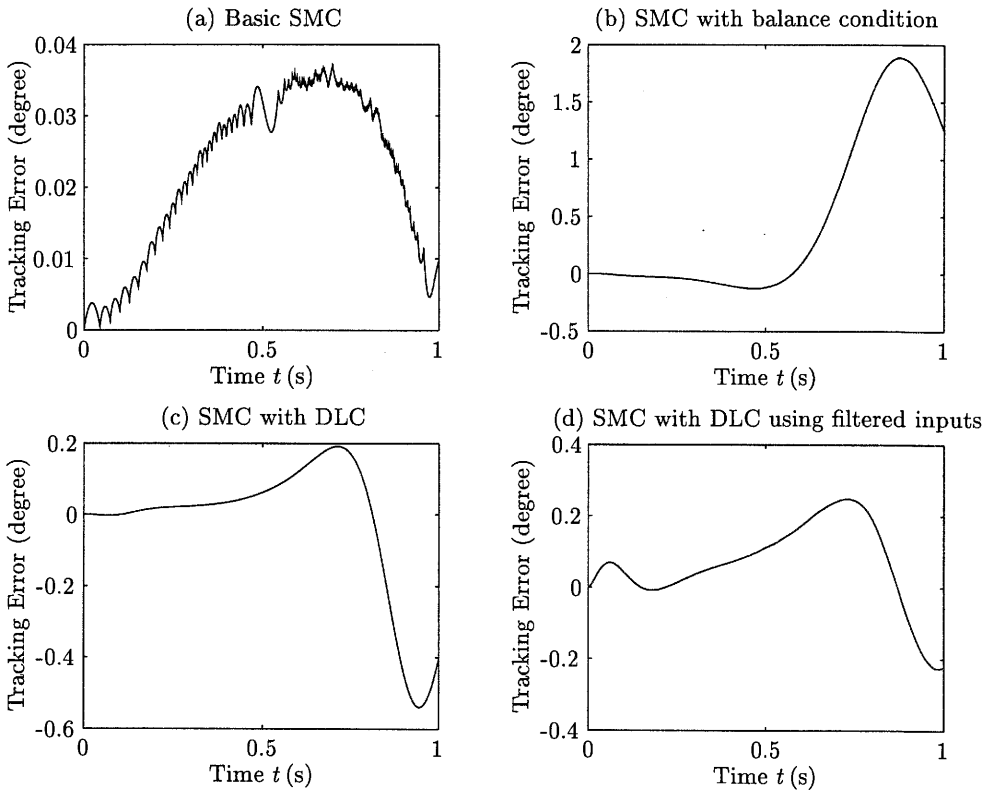 (a) Basic SMC
0.04
0.03
0.02
0.01
0
Tracking Error (degree)
0
0.5
1
Time t (s)
(b) SMC with balance condition
2
1.5
1
0.5
0
-0.5
Tracking Error (degree)
0
0.5
1
Time t (s)
(c) SMC with DLC
0.2
0
-0.2
-0.4
-0.6
Tracking Error (degree)
0
0.5
1
Time t (s)
(d) SMC with DLC using filtered inputs
0.4
0.2
0
-0.2
-0.4
Tracking Error (degree)
0
0.5
1
Time t (s)